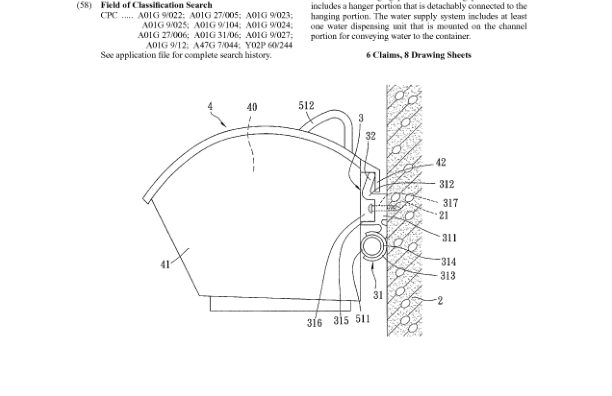 (58) Field of Classification Search
CPC ..... A01G 9/022; A01G 27/005; A01G 9/023;
A01G 9/025; A01G 9/104; A01G 9/024;
A01G 27/006; A01G 31/06; A01G 9/027;
A01G 9/12; A47G 7/044; Y02P 60/244
See application file for complete search history.
includes a hanger portion that is detachably connected to the
hanging portion. The water supply system includes at least
one water dispensing unit that is mounted on the channel
portion for conveying water to the container.
6 Claims, 8 Drawing Sheets
4
40
512
3
32
42
312
317
21
311
314
313
41
31
2
316
315
511